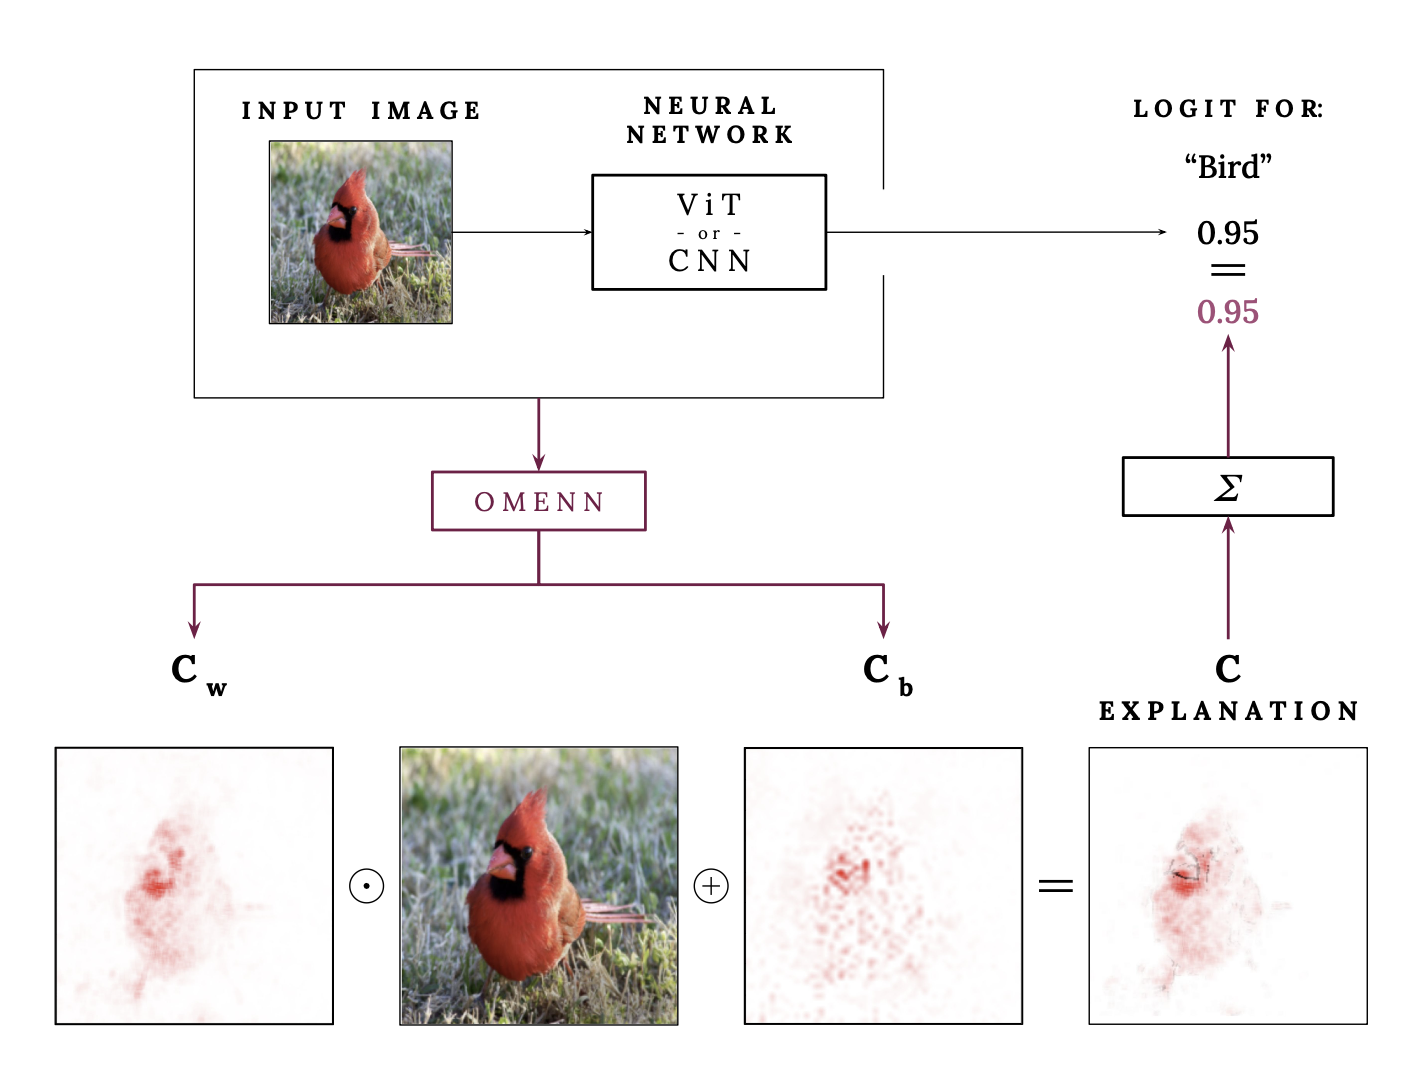 INPUT IMAGE
NEURAL
NETWORK
ViT
- or -
CNN
LOGIT FOR:
“Bird”
0.95
=
0.95
OMENN
Σ
C w
C b
C
EXPLANATION
⊙ ⊕ =